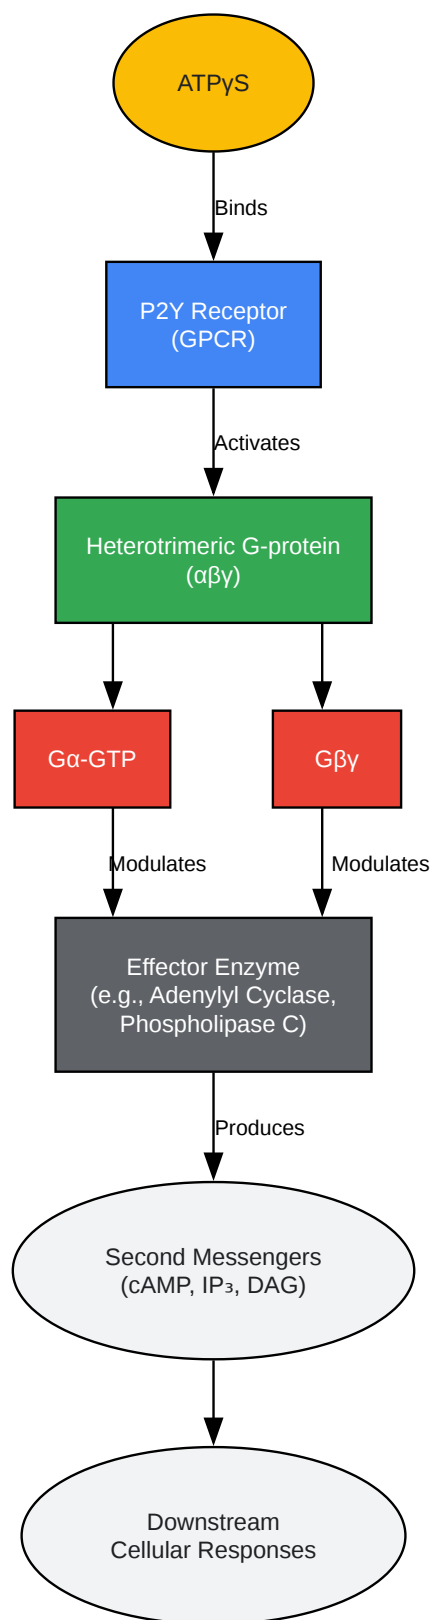 ATPγS
Binds
P2Y Receptor
(GPCR)
Activates
Heterotrimeric G-protein
(αβγ)
Gα-GTP
Gβγ
Modulates
Modulates
Effector Enzyme
(e.g., Adenylyl Cyclase,
Phospholipase C)
Produces
Second Messengers
(cAMP, IP₃, DAG)
Downstream
Cellular Responses